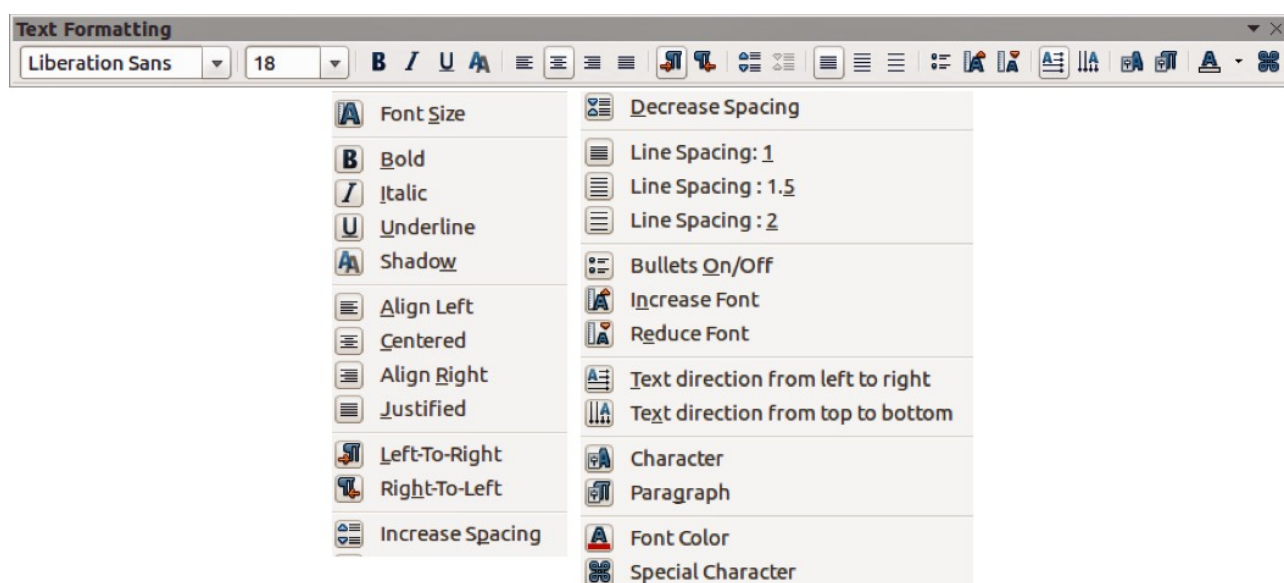 Text Formatting
Liberation Sans 18
Font Size
Bold
Italic
Underline
Shadow
Align Left
Centered
Align Right
Justified
Left-To-Right
Right-To-Left
Increase Spacing
Decrease Spacing
Line Spacing: 1
Line Spacing : 1.5
Line Spacing : 2
Bullets On/Off
Increase Font
Reduce Font
Text direction from left to right
Text direction from top to bottom
Character
Paragraph
Font Color
Special Character